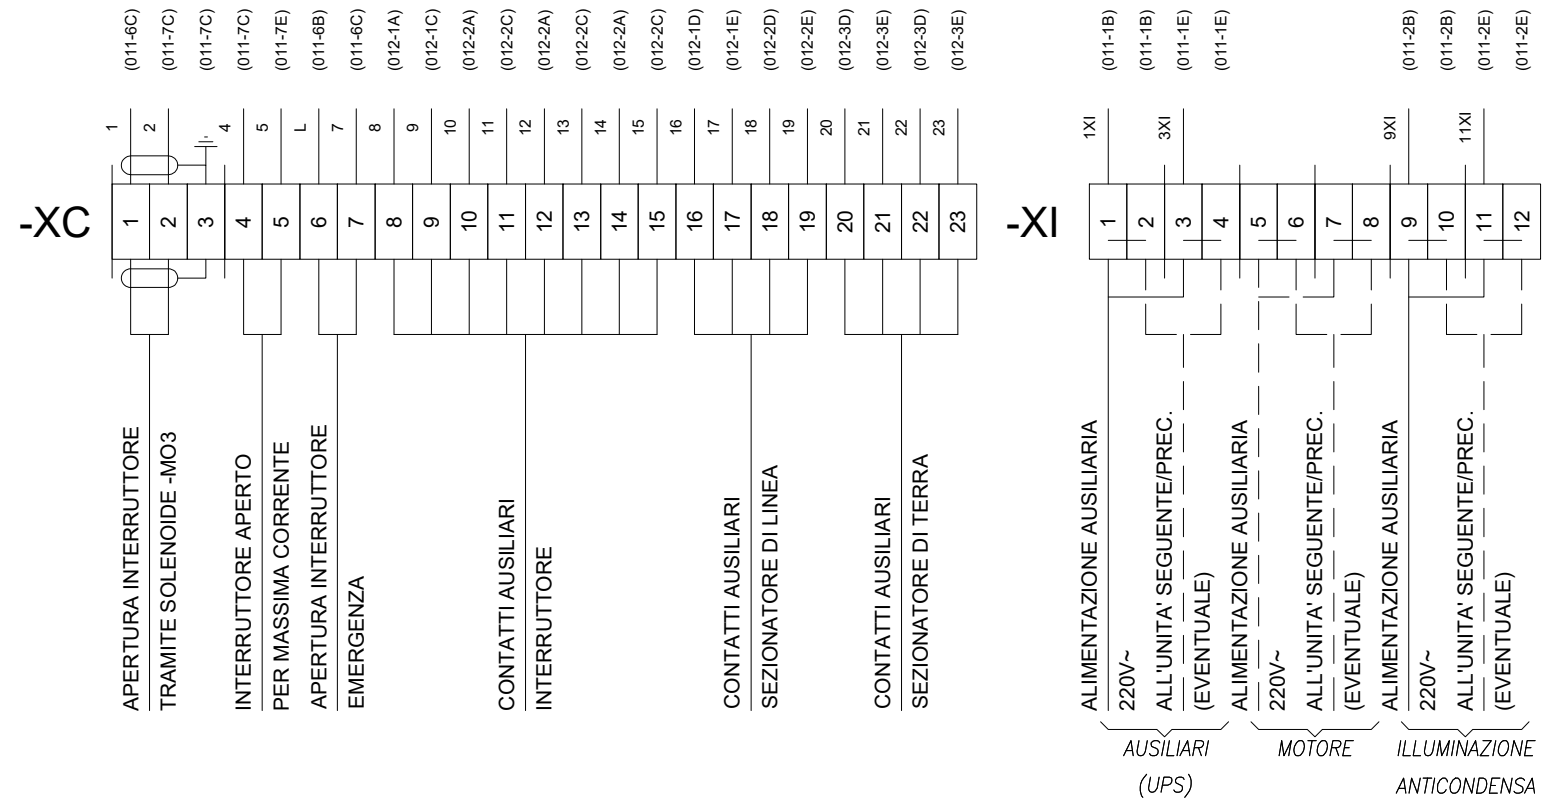 (011-6C) (011-7C) (011-7C) (011-7C) (011-7E) (011-6B) (011-6C) (012-1A) (012-1C) (012-2A) (012-2C) (012-2A) (012-2C) (012-2A) (012-2C) (012-1D) (012-1E) (012-2D) (012-2E) (012-3D) (012-3E) (012-3D) (012-3E)
1 2 4 5 L 7 8 9 10 11 12 13 14 15 16 17 18 19 20 21 22 23
-XC
1 2 3 4 5 6 7 8 9 10 11 12 13 14 15 16 17 18 19 20 21 22 23
APERTURA INTERRUTTORE
TRAMITE SOLENOIDE -MO3
INTERRUTTORE APERTO
PER MASSIMA CORRENTE
APERTURA INTERRUTTORE
EMERGENZA
CONTATTI AUSILIARI
INTERRUTTORE
CONTATTI AUSILIARI
SEZIONATORE DI LINEA
CONTATTI AUSILIARI
SEZIONATORE DI TERRA
(011-1B) (011-1B) (011-1E) (011-1E) (011-2B) (011-2B) (011-2E) (011-2E)
1XI 3XI 9XI 11XI
-XI
1 2 3 4 5 6 7 8 9 10 11 12
ALIMENTAZIONE AUSILIARIA
220V~
ALL'UNITA' SEGUENTE/PREC.
(EVENTUALE)
ALIMENTAZIONE AUSILIARIA
220V~
ALL'UNITA' SEGUENTE/PREC.
(EVENTUALE)
ALIMENTAZIONE AUSILIARIA
220V~
ALL'UNITA' SEGUENTE/PREC.
(EVENTUALE)
AUSILIARI
(UPS)
MOTORE
ILLUMINAZIONE
ANTICONDENSA